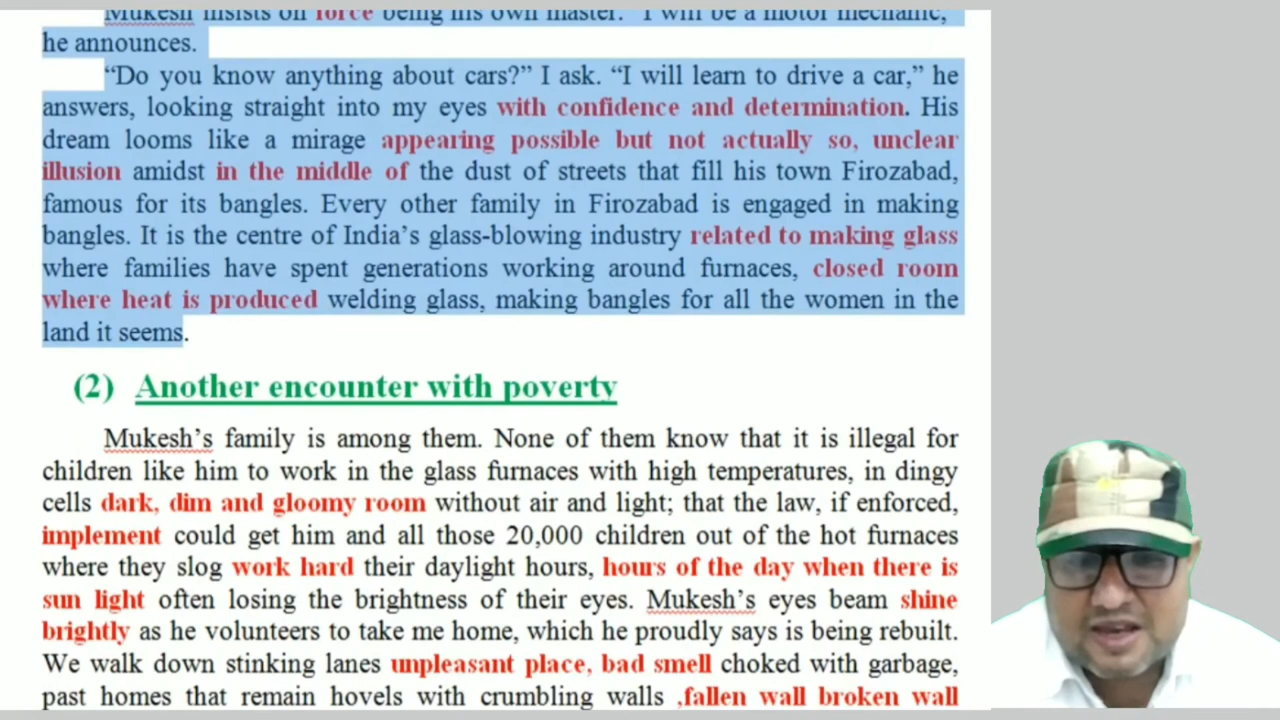 Mukesh insists on force being his own master. “I will be a motor mechanic,”
he announces.
“Do you know anything about cars?” I ask. “I will learn to drive a car,” he
answers, looking straight into my eyes with confidence and determination. His
dream looms like a mirage appearing possible but not actually so, unclear
illusion amidst in the middle of the dust of streets that fill his town Firozabad,
famous for its bangles. Every other family in Firozabad is engaged in making
bangles. It is the centre of India’s glass-blowing industry related to making glass
where families have spent generations working around furnaces, closed room
where heat is produced welding glass, making bangles for all the women in the
land it seems.
(2) Another encounter with poverty
Mukesh’s family is among them. None of them know that it is illegal for
children like him to work in the glass furnaces with high temperatures, in dingy
cells dark, dim and gloomy room without air and light; that the law, if enforced,
implement could get him and all those 20,000 children out of the hot furnaces
where they slog work hard their daylight hours, hours of the day when there is
sun light often losing the brightness of their eyes. Mukesh’s eyes beam shine
brightly as he volunteers to take me home, which he proudly says is being rebuilt.
We walk down stinking lanes unpleasant place, bad smell choked with garbage,
past homes that remain hovels with crumbling walls ,fallen wall broken wall